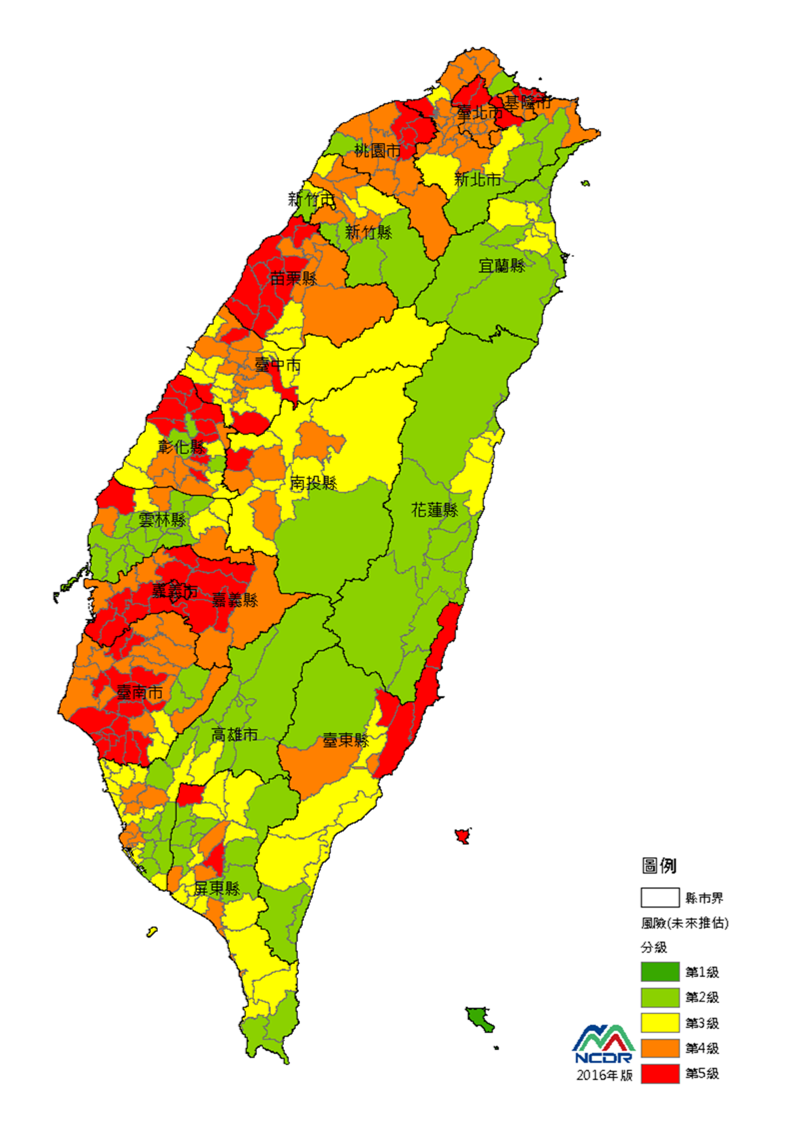 基隆市
臺北市
桃園市
新北市
新竹市
新竹縣
宜蘭縣
苗栗縣
臺中市
彰化縣
南投縣
花蓮縣
雲林縣
嘉義市
嘉義縣
臺南市
高雄市
臺東縣
屏東縣
圖例
縣市界
風險(未來推估)
分級
第1級
第2級
第3級
第4級
第5級
NCDR
2016年版